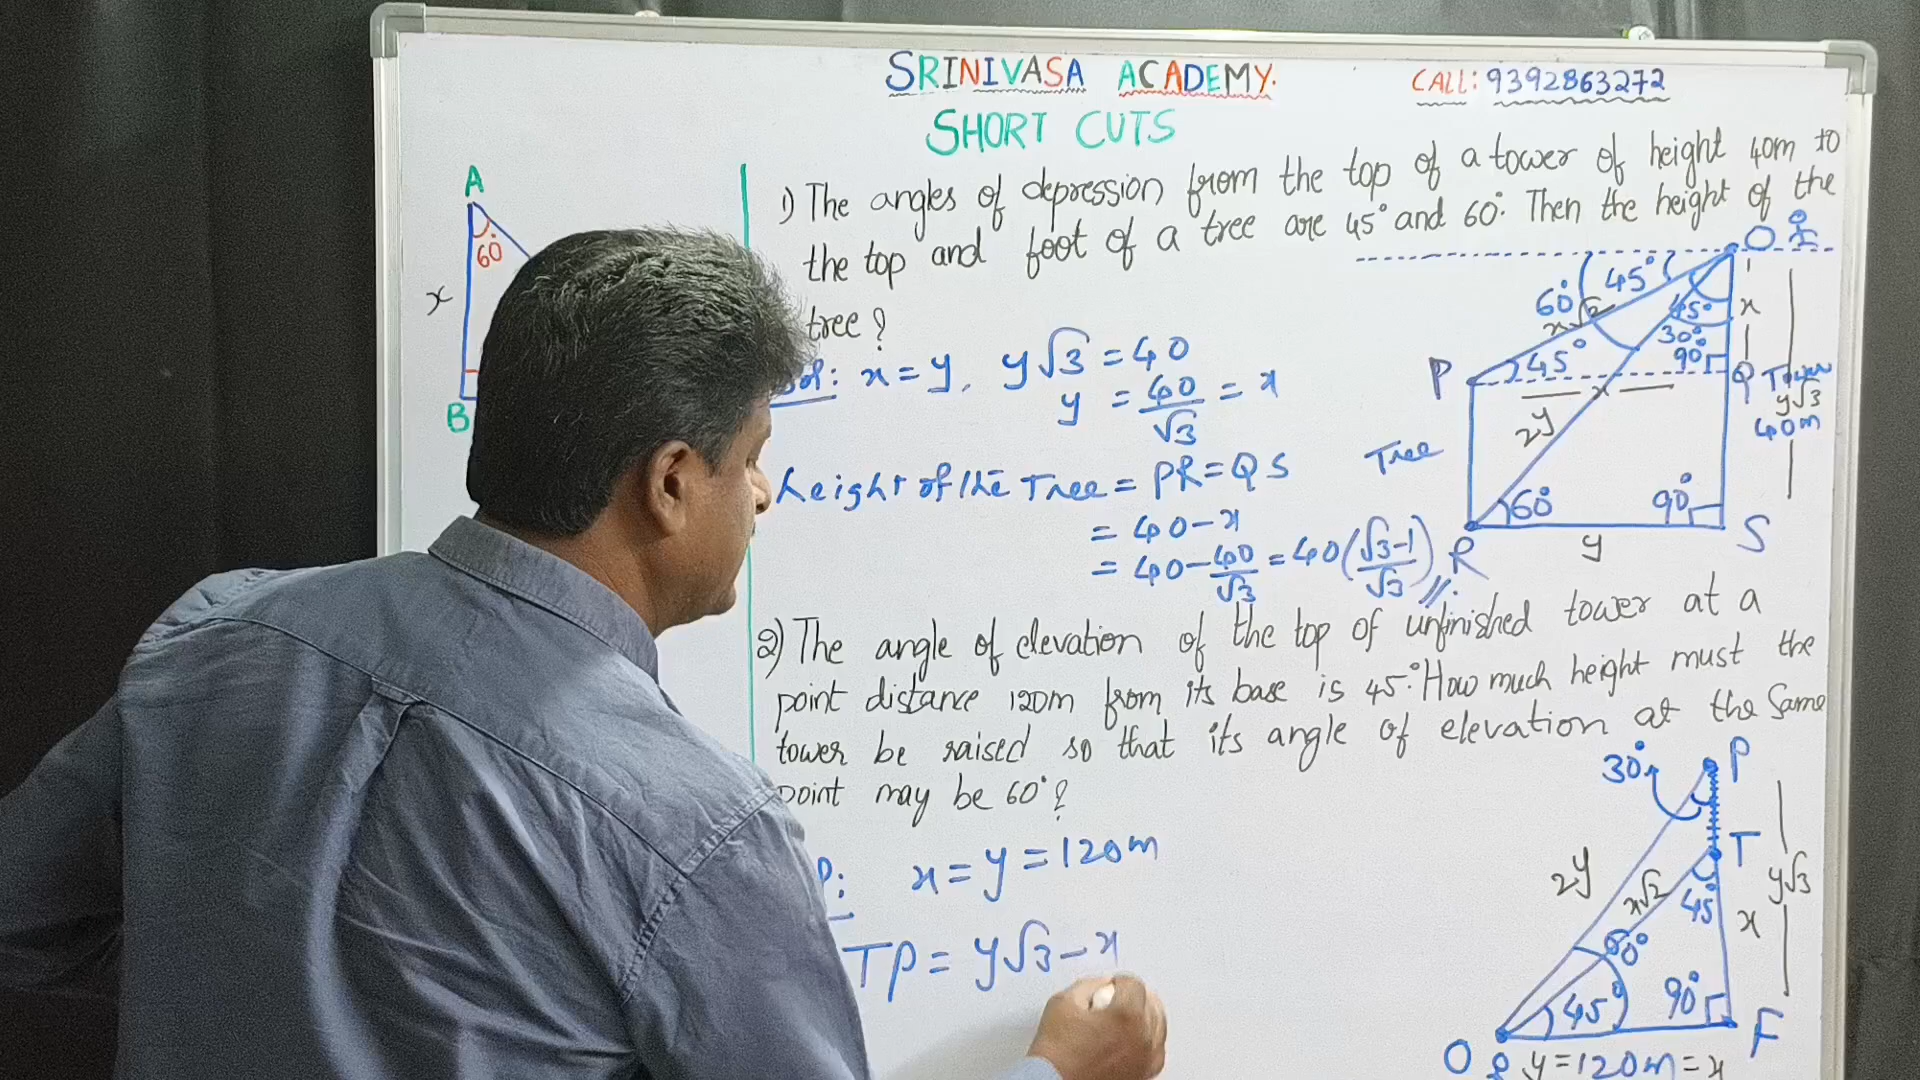 SRINIVASA ACADEMY.
CALL: 9392863272
SHORT CUTS
A
60°
x
B
1) The angles of depression from the top of a tower of height 40m to
the top and foot of a tree are 45° and 60°. Then the height of the
tree?
Sol: x = y, y√3 = 40
y = 40/√3 = x
height of the Tree = PR = QS
= 40 - x
= 40 - 40/√3 = 40(√3-1/√3)//.
O
60° 45°
x√2
45°
30°
x
P 45° 90° Q
Tower
y√3
40m
x
2y
Tree
60° 90°
R y S
2) The angle of elevation of the top of unfinished tower at a
point distance 120m from its base is 45°. How much height must the
tower be raised so that its angle of elevation at the same
point may be 60°?
x = y = 120m
TP = y√3 - x
30° P
T
2y x√2 45° x y√3
60°
45° 90°
O F
y = 120m = x